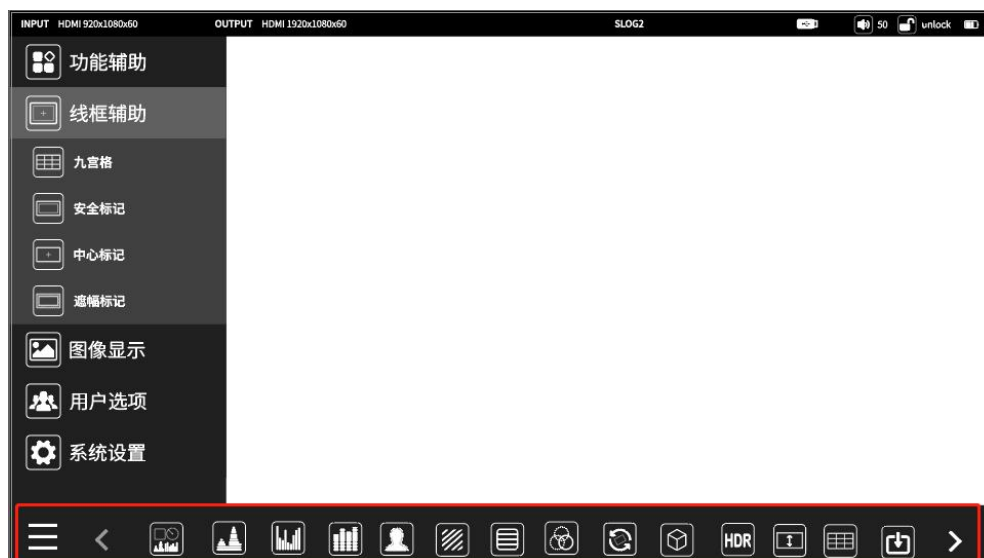 INPUT HDMI 920x1080x60 OUTPUT HDMI 1920x1080x60 SLOG2 50 unlock
功能辅助
线框辅助
九宫格
安全标记
中心标记
遮幅标记
图像显示
用户选项
系统设置
HDR